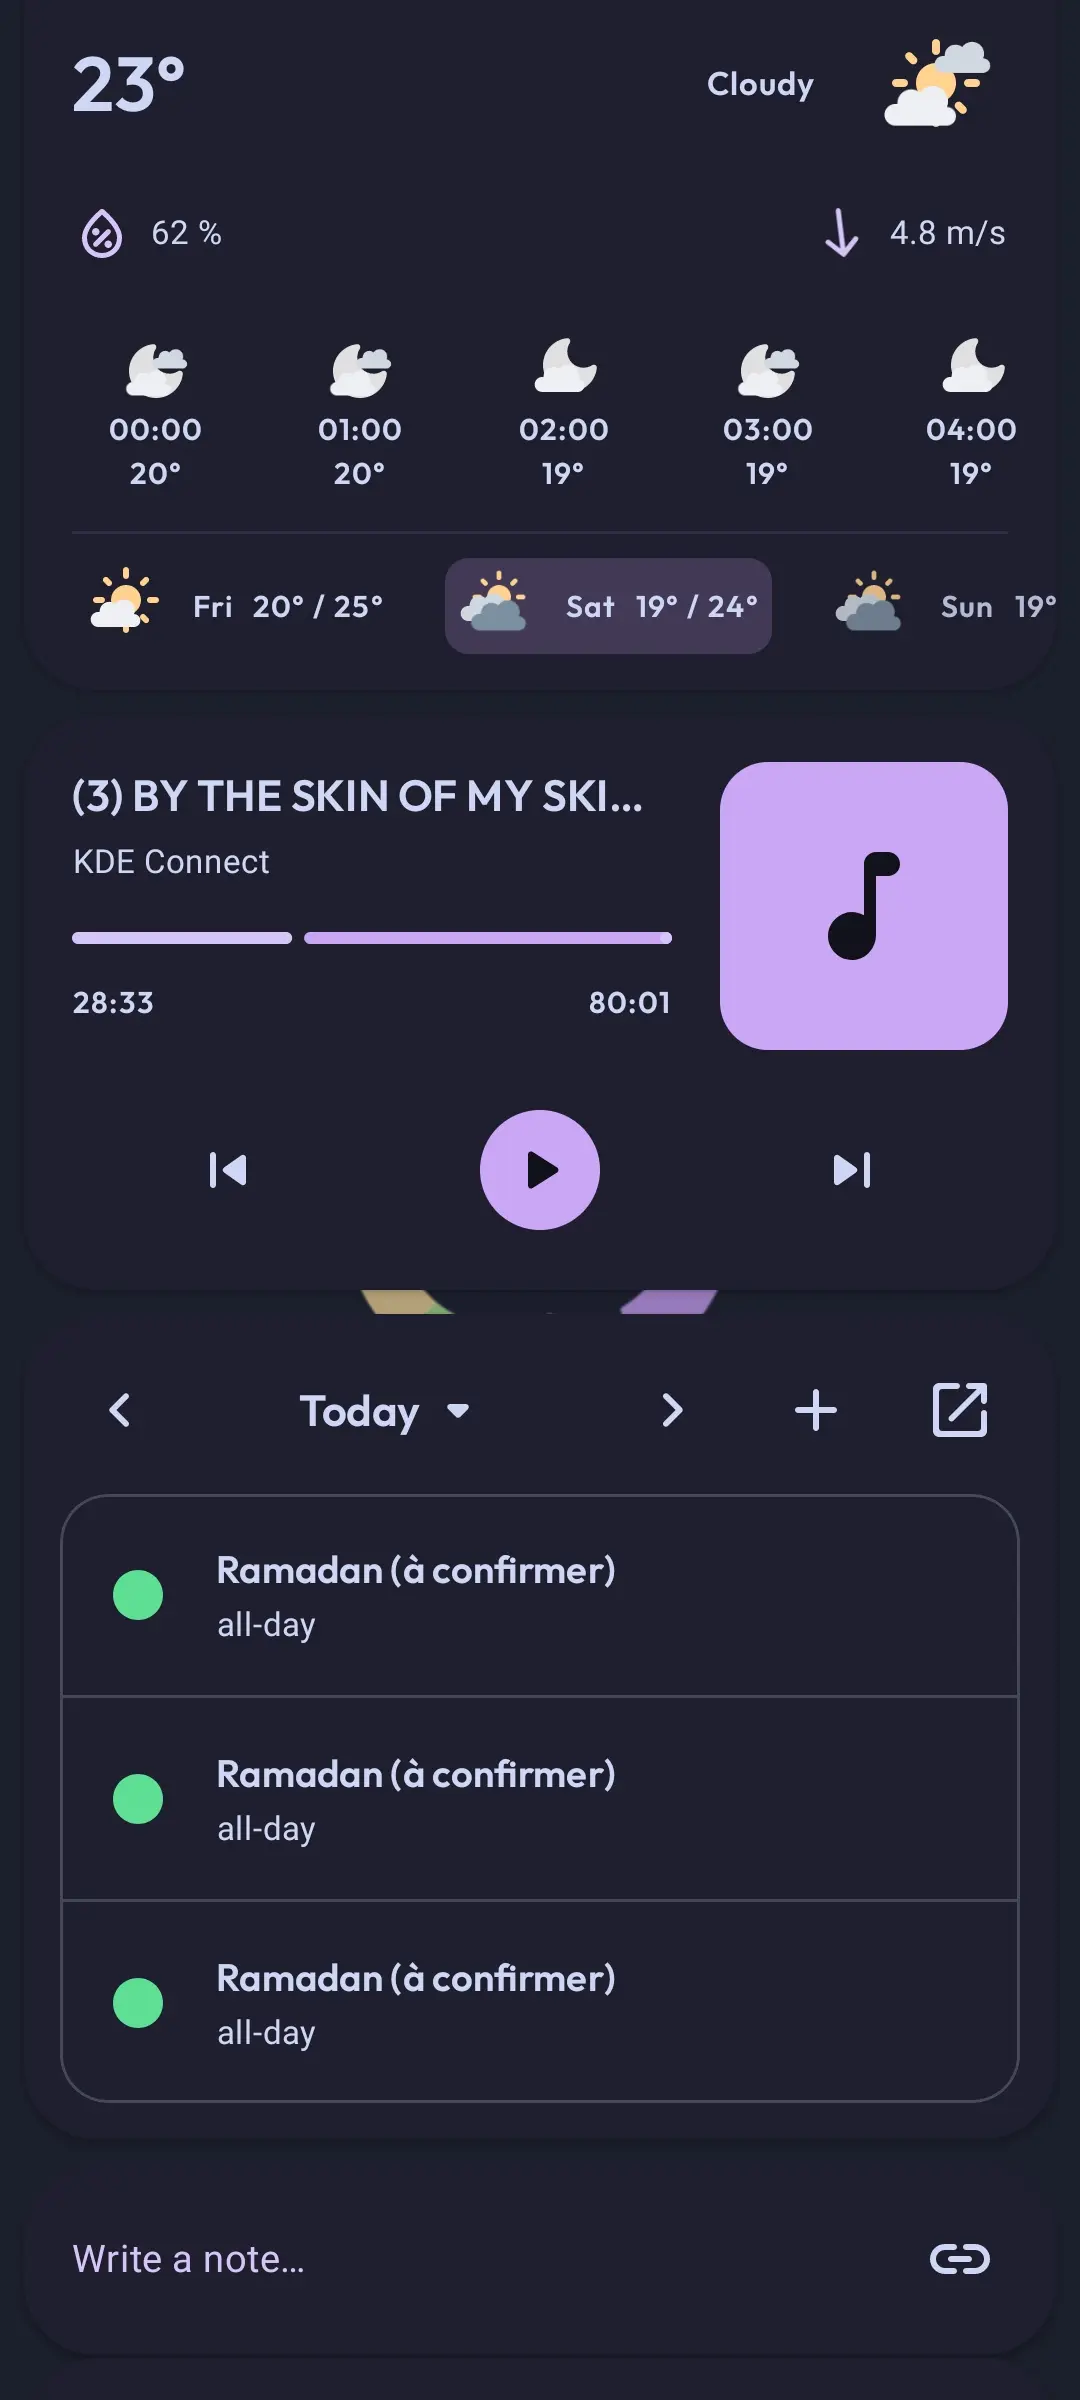 23°
Cloudy
62 %
4.8 m/s
00:00 01:00 02:00 03:00 04:00
20° 20° 19° 19° 19°
Fri 20° / 25° Sat 19° / 24° Sun 19°
(3) BY THE SKIN OF MY SKI...
KDE Connect
28:33 80:01
Today
Ramadan (à confirmer)
all-day
Ramadan (à confirmer)
all-day
Ramadan (à confirmer)
all-day
Write a note...